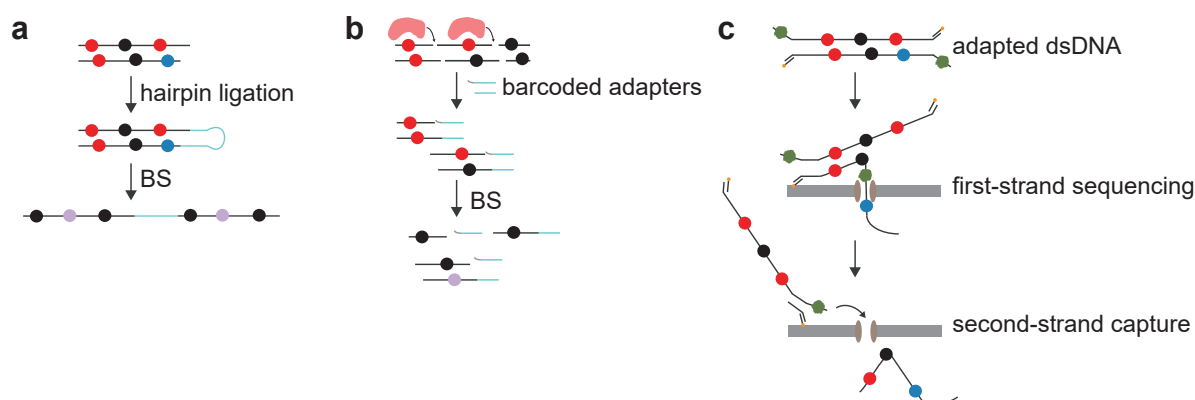 a
hairpin ligation
BS
b
barcoded adapters
BS
c
adapted dsDNA
first-strand sequencing
second-strand capture